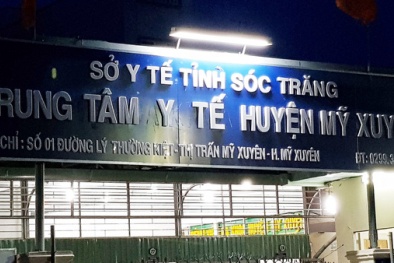 SỞ Y TẾ TỈNH SÓC TRĂNG
RUNG TÂM Y TẾ HUYỆN MỸ XUY
CHỈ : SỐ 01 ĐƯỜNG LÝ THƯỜNG KIỆT - THỊ TRẤN MỸ XUYÊN - H. MỸ XUYÊN ĐT: 0299.3